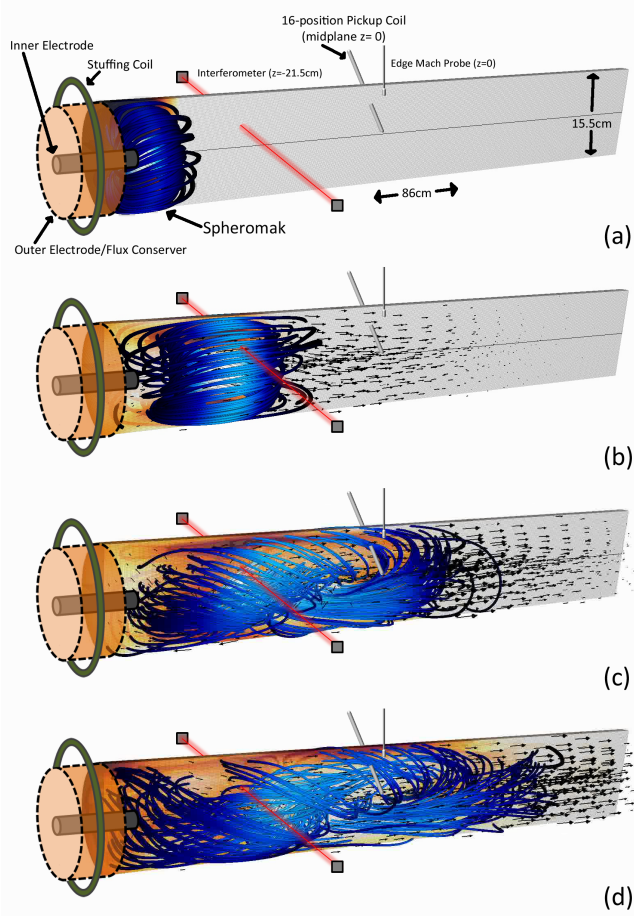 16-position Pickup Coil
(midplane z= 0)
Inner Electrode
Stuffing Coil
Interferometer (z=-21.5cm)
Edge Mach Probe (z=0)
15.5cm
86cm
Spheromak
Outer Electrode/Flux Conserver
(a)
(b)
(c)
(d)